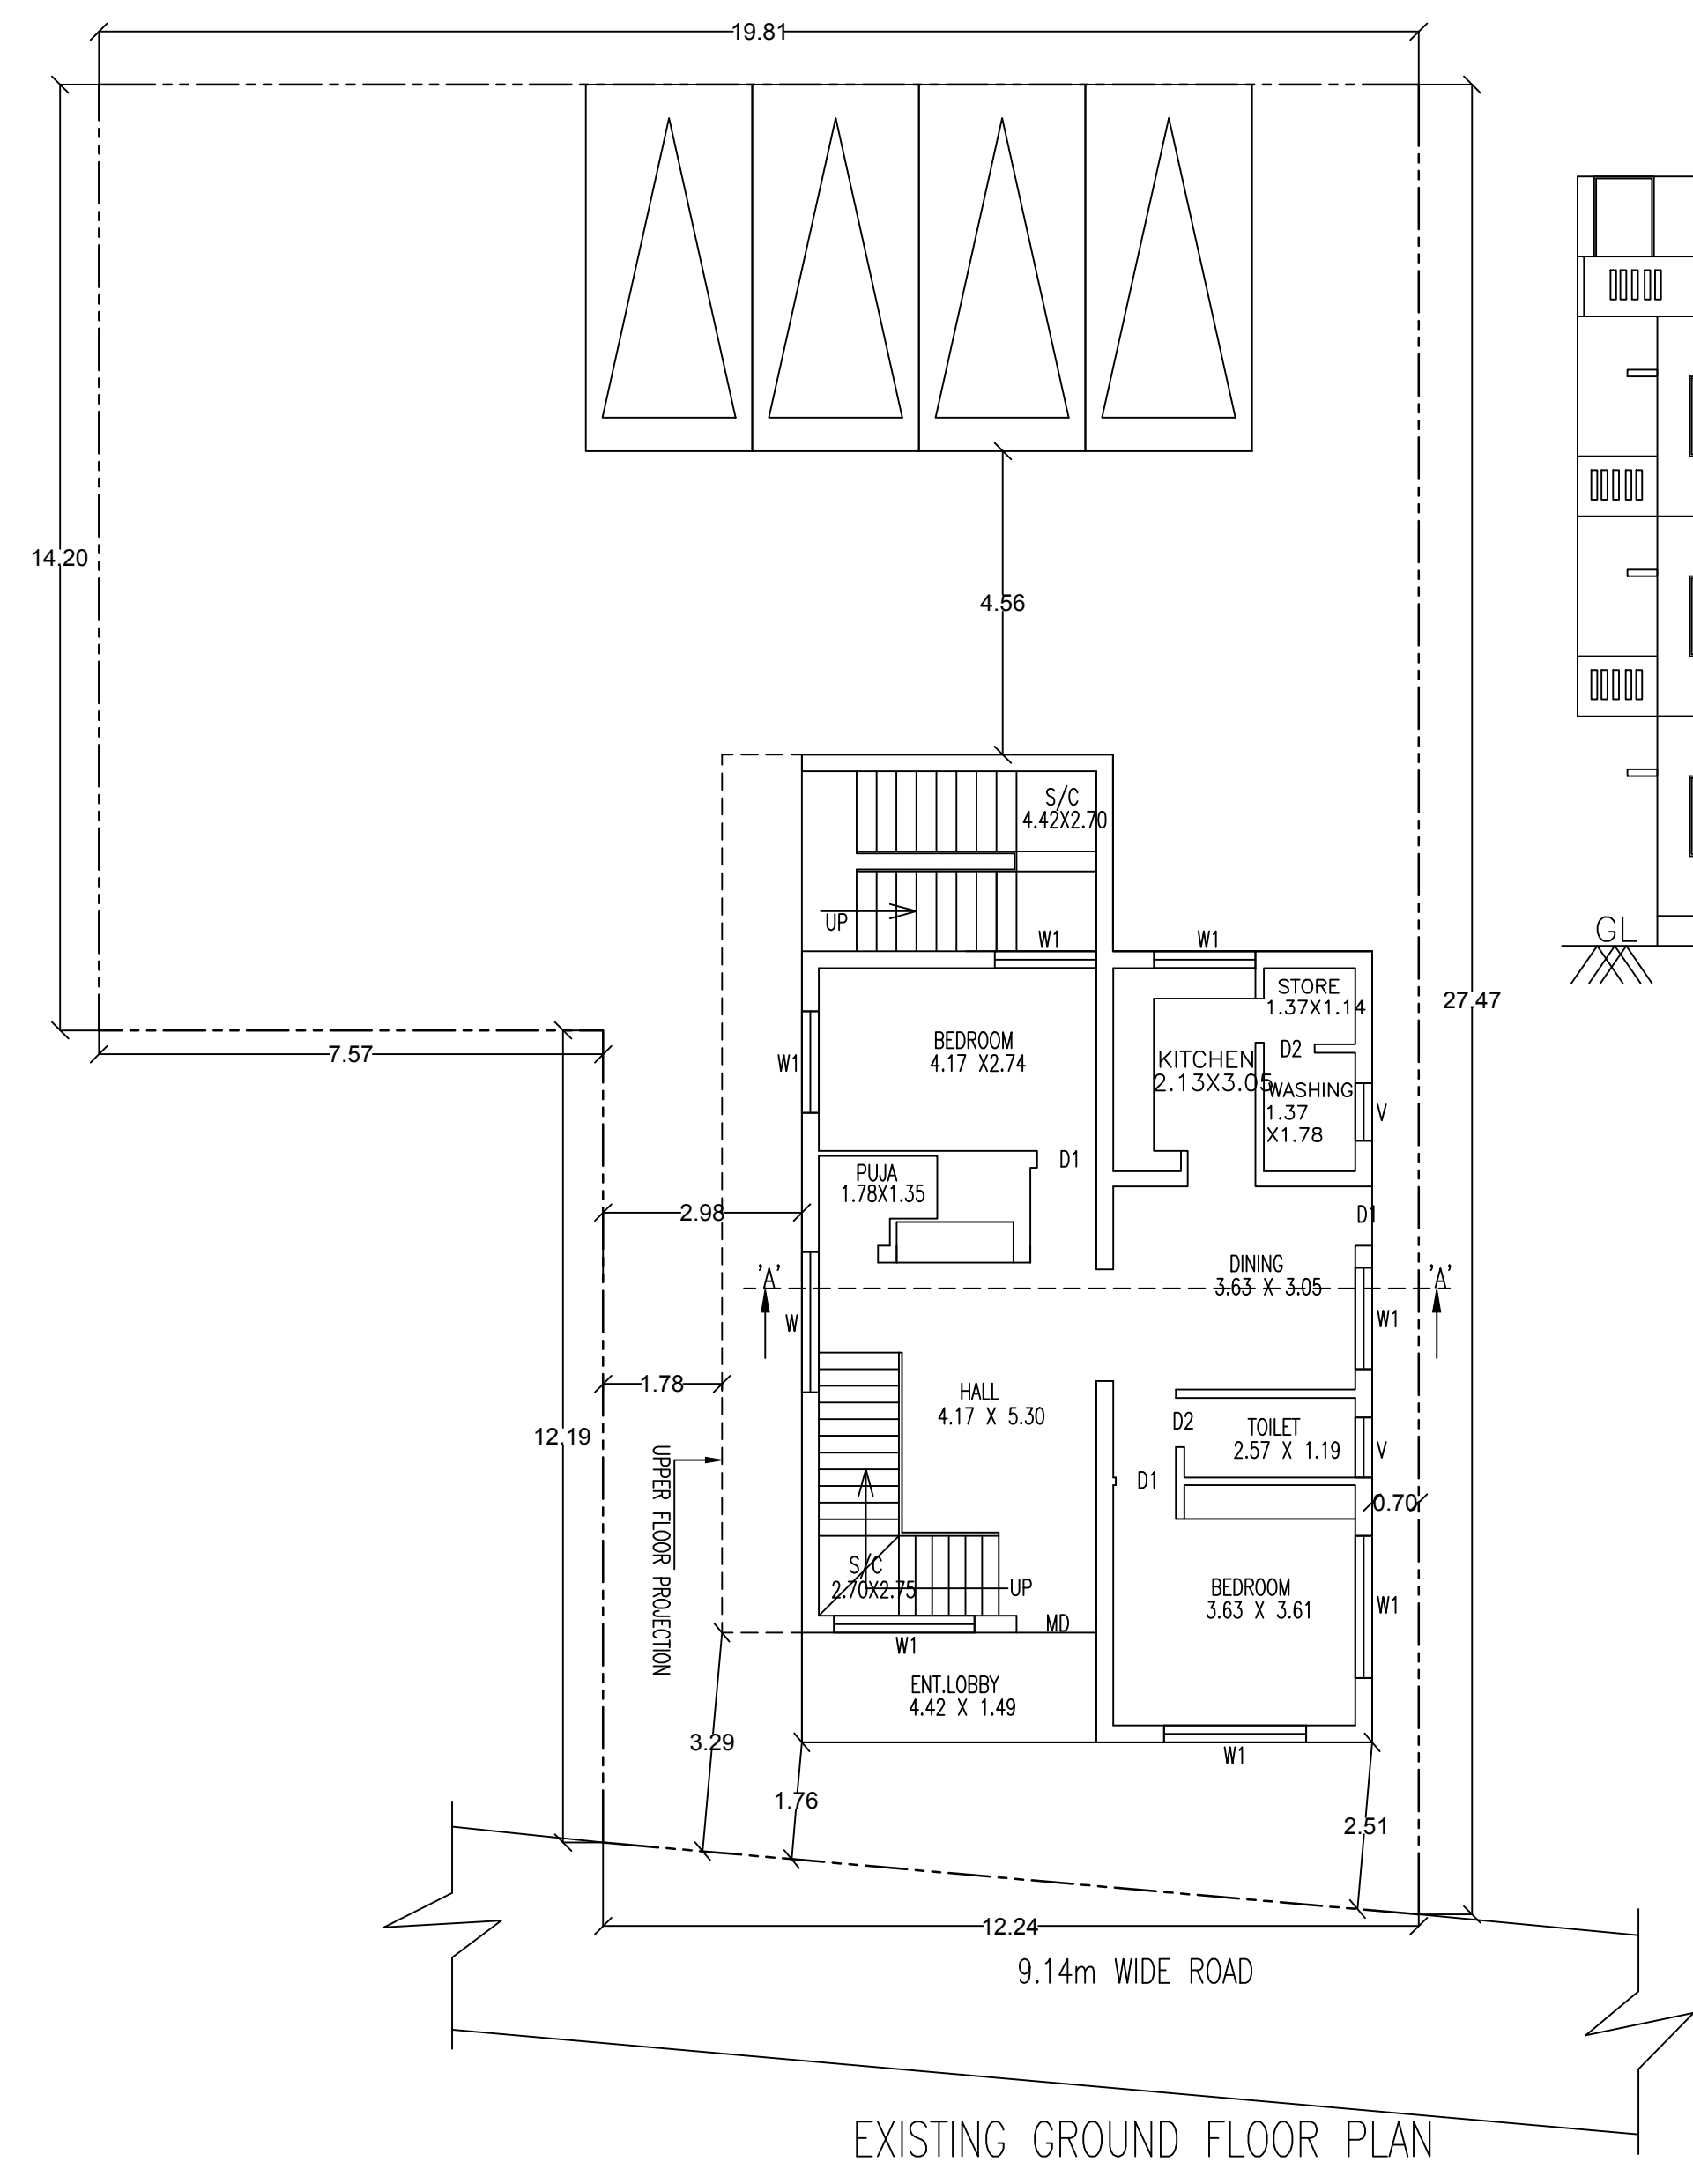 19.81
14.20
4.56
S/C
4.42X2.70
UP
W1
W1
GL
STORE
1.37X1.14
27.47
BEDROOM
4.17 X2.74
D2
7.57
W1
KITCHEN
2.13X3.05
WASHING
1.37
X1.78
V
D1
PUJA
1.78X1.35
2.98
D1
DINING
3.63 X 3.05
'A'
'A'
W
W1
1.78
HALL
4.17 X 5.30
12.19
D2
TOILET
2.57 X 1.19
V
D1
0.70
UPPER FLOOR PROJECTION
S/C
2.70X2.75
UP
BEDROOM
3.63 X 3.61
W1
MD
W1
ENT.LOBBY
4.42 X 1.49
3.29
W1
1.76
2.51
12.24
9.14m WIDE ROAD
EXISTING GROUND FLOOR PLAN